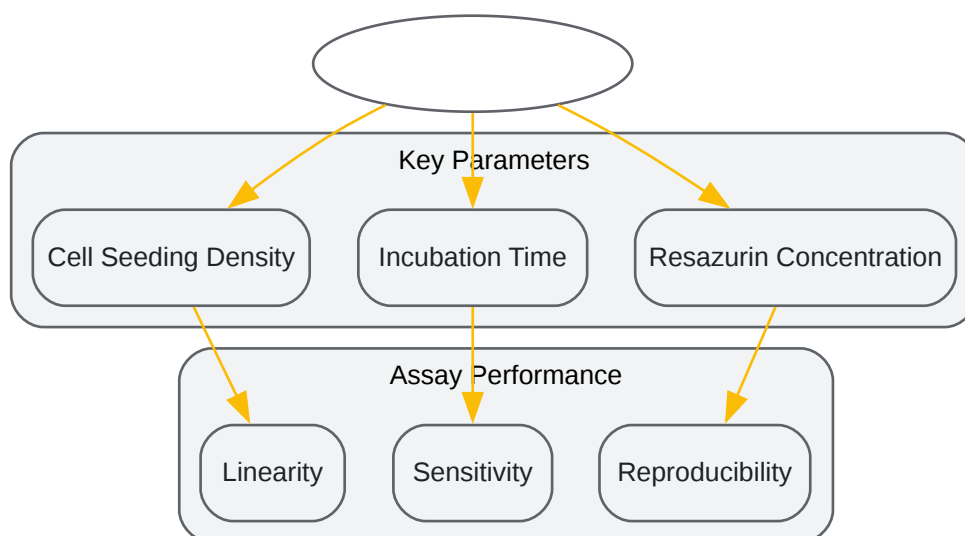 Key Parameters
Cell Seeding Density
Incubation Time
Resazurin Concentration
Assay Performance
Linearity
Sensitivity
Reproducibility